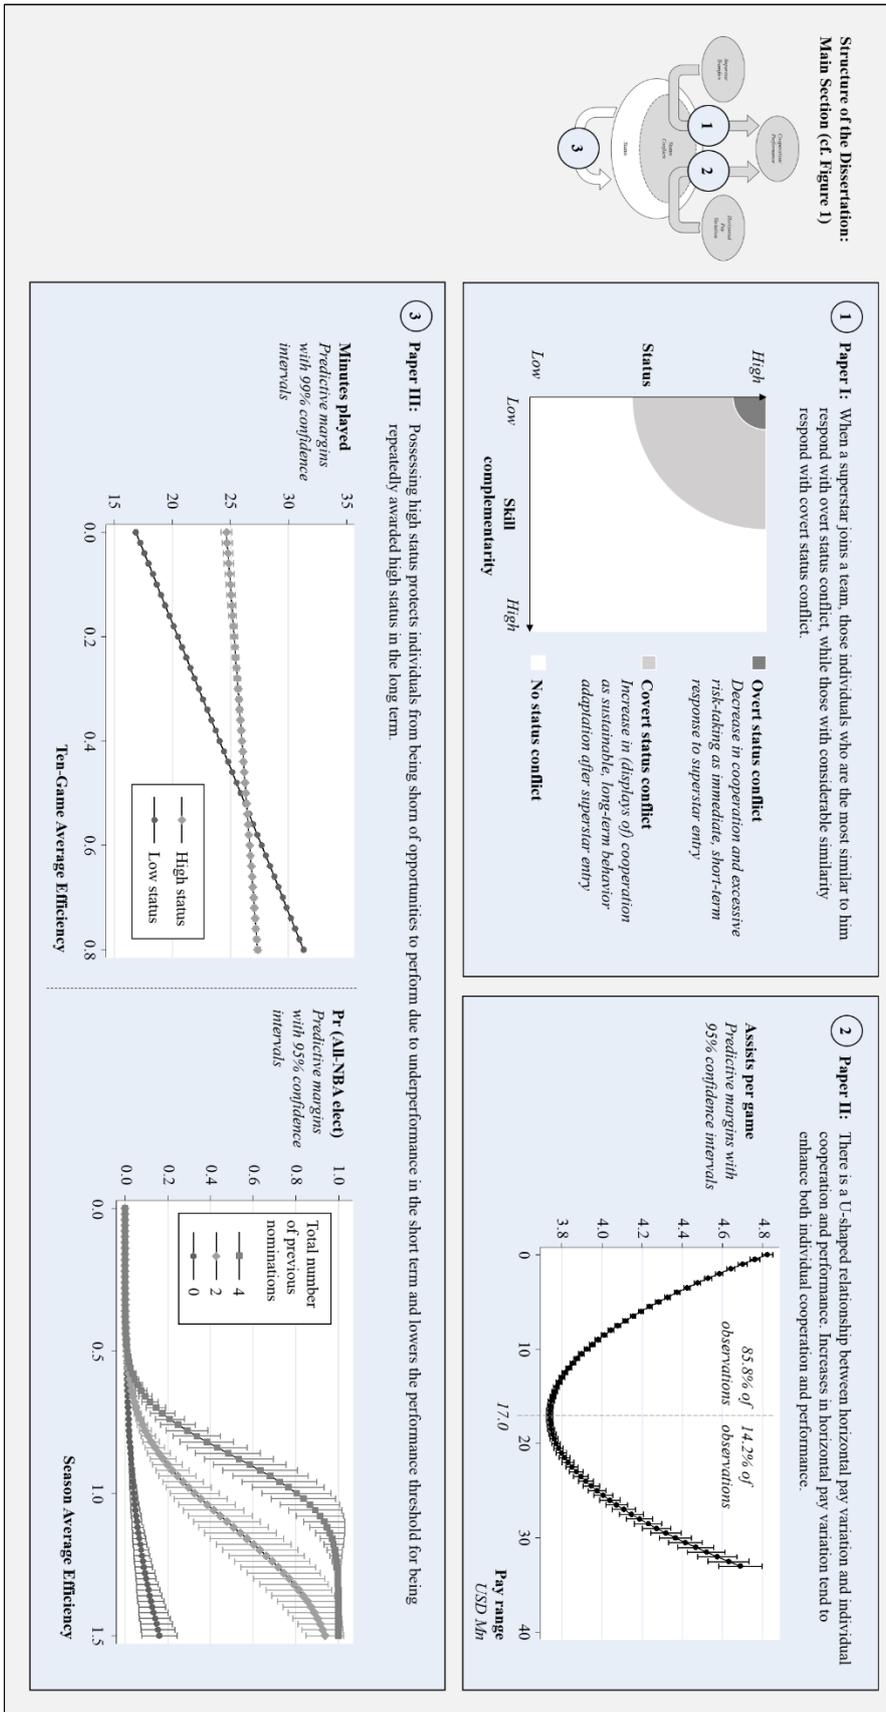 Structure of the Dissertation:
Main Section (cf. Figure 1)
Superstar
Transfers
Cooperation/
Performance
Horizontal
Pay
Variation
Status
Conflicts
Status
1
2
3
1 Paper I: When a superstar joins a team, those individuals who are the most similar to him
respond with overt status conflict, while those with considerable similarity
respond with covert status conflict.
High
Status
Low
Low
Skill
complementarity
High
Overt status conflict
Decrease in cooperation and excessive
risk-taking as immediate, short-term
response to superstar entry
Covert status conflict
Increase in (displays of) cooperation
as sustainable, long-term behavior
adaptation after superstar entry
No status conflict
2 Paper II: There is a U-shaped relationship between horizontal pay variation and individual
cooperation and performance. Increases in horizontal pay variation tend to
enhance both individual cooperation and performance.
Assists per game
Predictive margins with
95% confidence intervals
4.8
4.6
4.4
4.2
4.0
3.8
85.8% of
observations
14.2% of
observations
0
10
17.0
20
30
40
Pay range
USD Mn
3 Paper III: Possessing high status protects individuals from being shorn of opportunities to perform due to underperformance in the short term and lowers the performance threshold for being
repeatedly awarded high status in the long term.
Minutes played
Predictive margins
with 99% confidence
intervals
35
30
25
20
15
0.0
0.2
0.4
0.6
0.8
High status
Low status
Ten-Game Average Efficiency
Pr (All-NBA elect)
Predictive margins
with 95% confidence
intervals
1.0
0.8
0.6
0.4
0.2
0.0
Total number
of previous
nominations
4
2
0
0.0
0.5
1.0
1.5
Season Average Efficiency